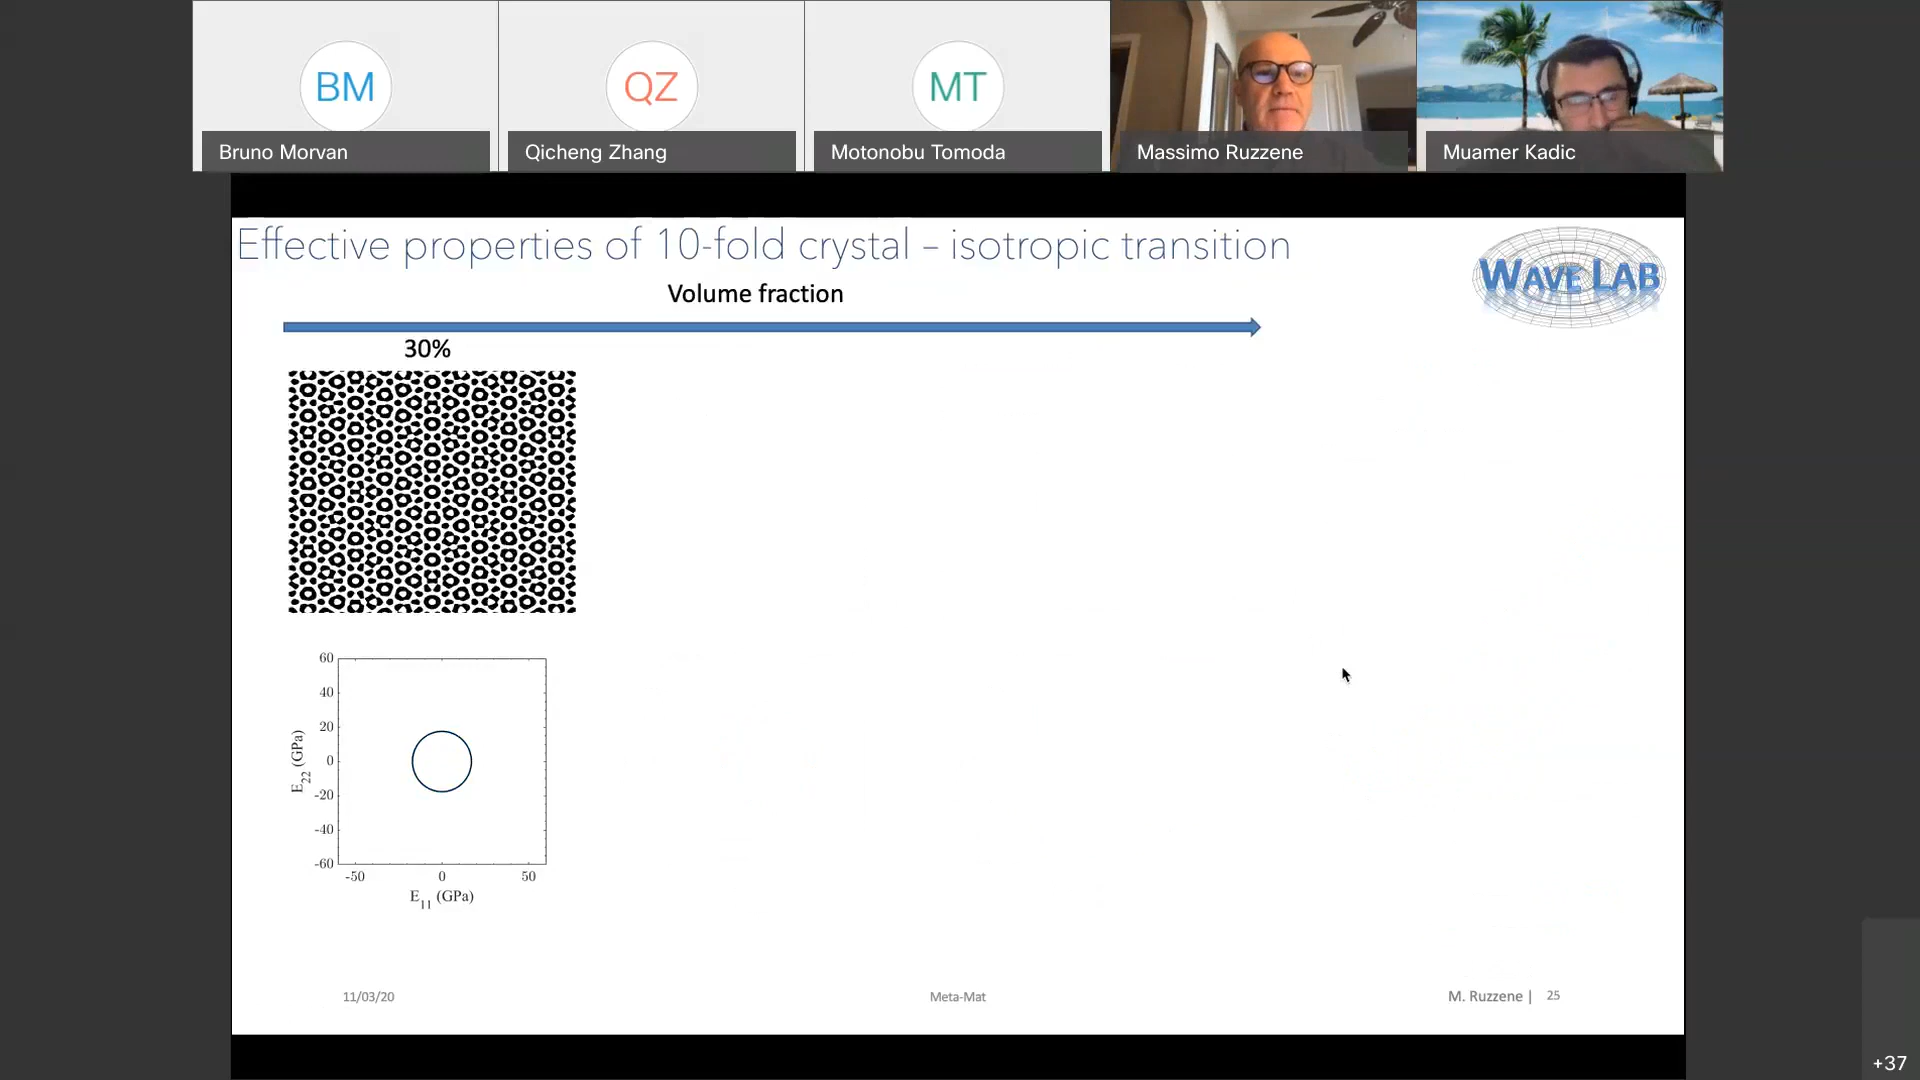 BM
QZ
MT
Bruno Morvan
Qicheng Zhang
Motonobu Tomoda
Massimo Ruzzene
Muamer Kadic
Effective properties of 10-fold crystal – isotropic transition
WAVE LAB
Volume fraction
30%
60
40
20
0
-20
-40
-60
E22 (GPa)
-50 0 50
E11 (GPa)
11/03/20
Meta-Mat
M. Ruzzene | 25
+37